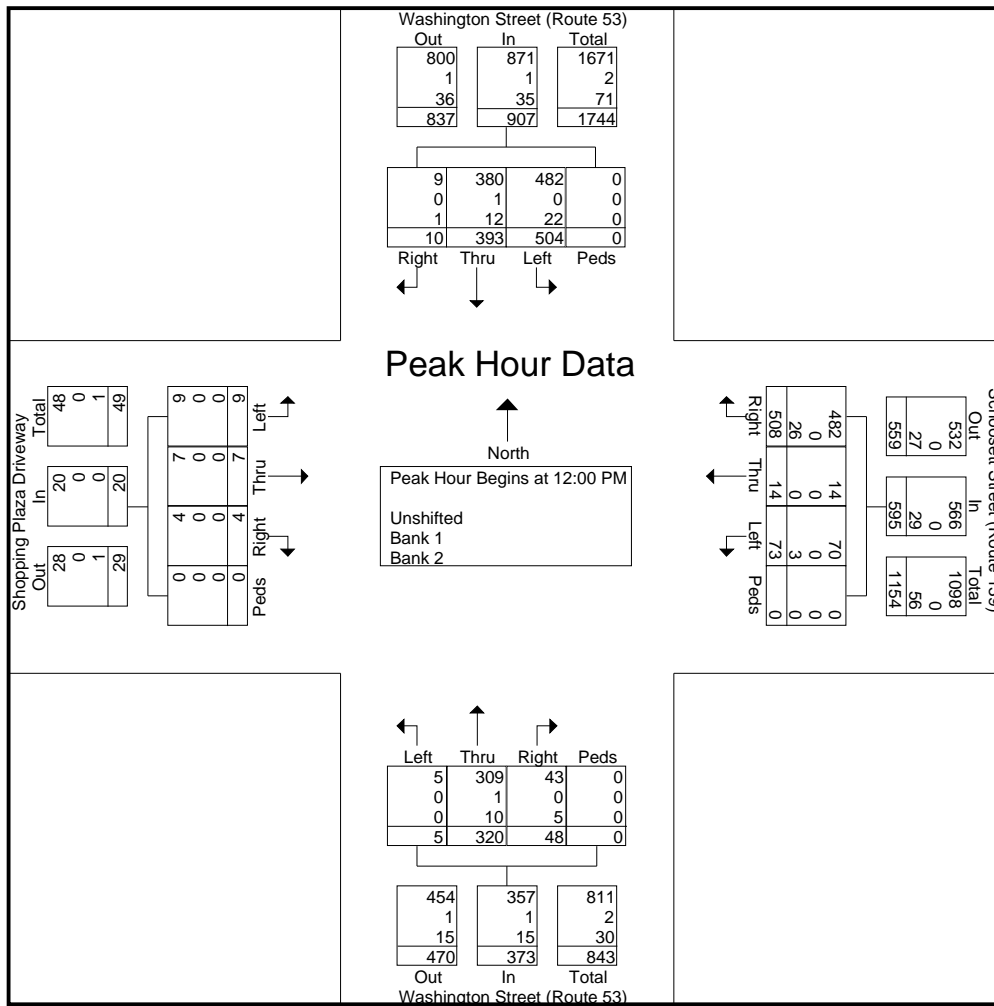 Washington Street (Route 53)
Out In Total
800 871 1671
1 1 2
36 35 71
837 907 1744
9 380 482 0
0 1 0 0
1 12 22 0
10 393 504 0
Right Thru Left Peds
Peak Hour Data
North
Peak Hour Begins at 12:00 PM
Unshifted
Bank 1
Bank 2
Shopping Plaza Driveway
Out In Total
28 20 48
0 0 0
1 0 1
29 20 49
4 7 9
0 0 0
0 0 0
0 4 7 9
Peds Right Thru Left
0
0
0
Out In Total
532 566 1098
0 0 0
27 29 56
559 595 1154
482 14 70 0
0 0 0 0
26 0 3 0
508 14 73 0
Right Thru Left Peds
Left Thru Right Peds
5 309 43 0
0 1 0 0
0 10 5 0
5 320 48 0
454 357 811
1 1 2
15 15 30
470 373 843
Out In Total
Washington Street (Route 53)